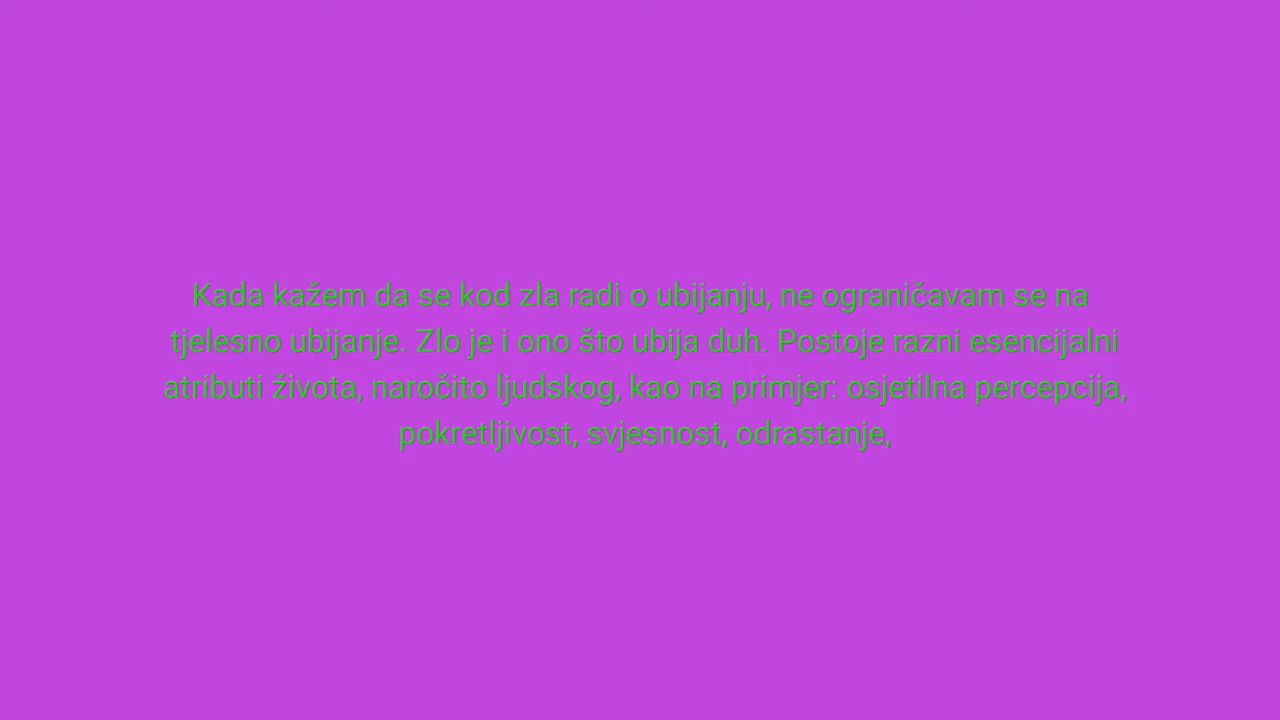 Kada kažem da se kod zla radi o ubijanju, ne ograničavam se na
tjelesno ubijanje. Zlo je i ono što ubija duh. Postoje razni esencijalni
atributi života, naročito ljudskog, kao na primjer: osjetilna percepcija,
pokretljivost, svjesnost, odrastanje,